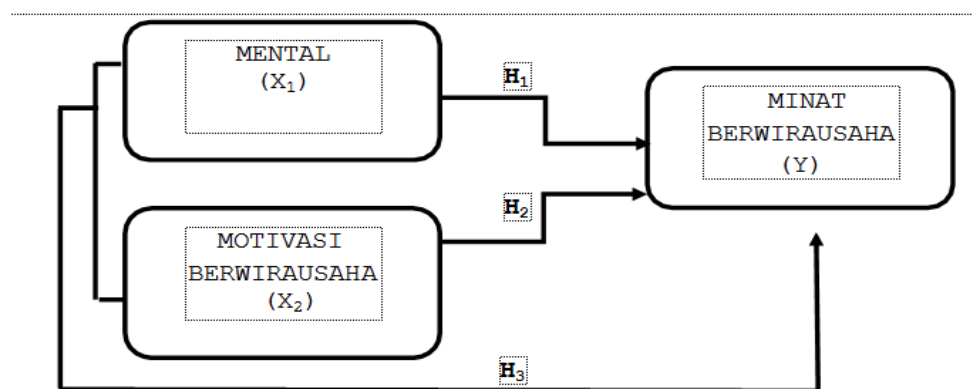 MENTAL
(X₁)
H₁
MINAT
BERWIRAUSAHA
(Y)
H₂
MOTIVASI
BERWIRAUSAHA
(X₂)
H₃